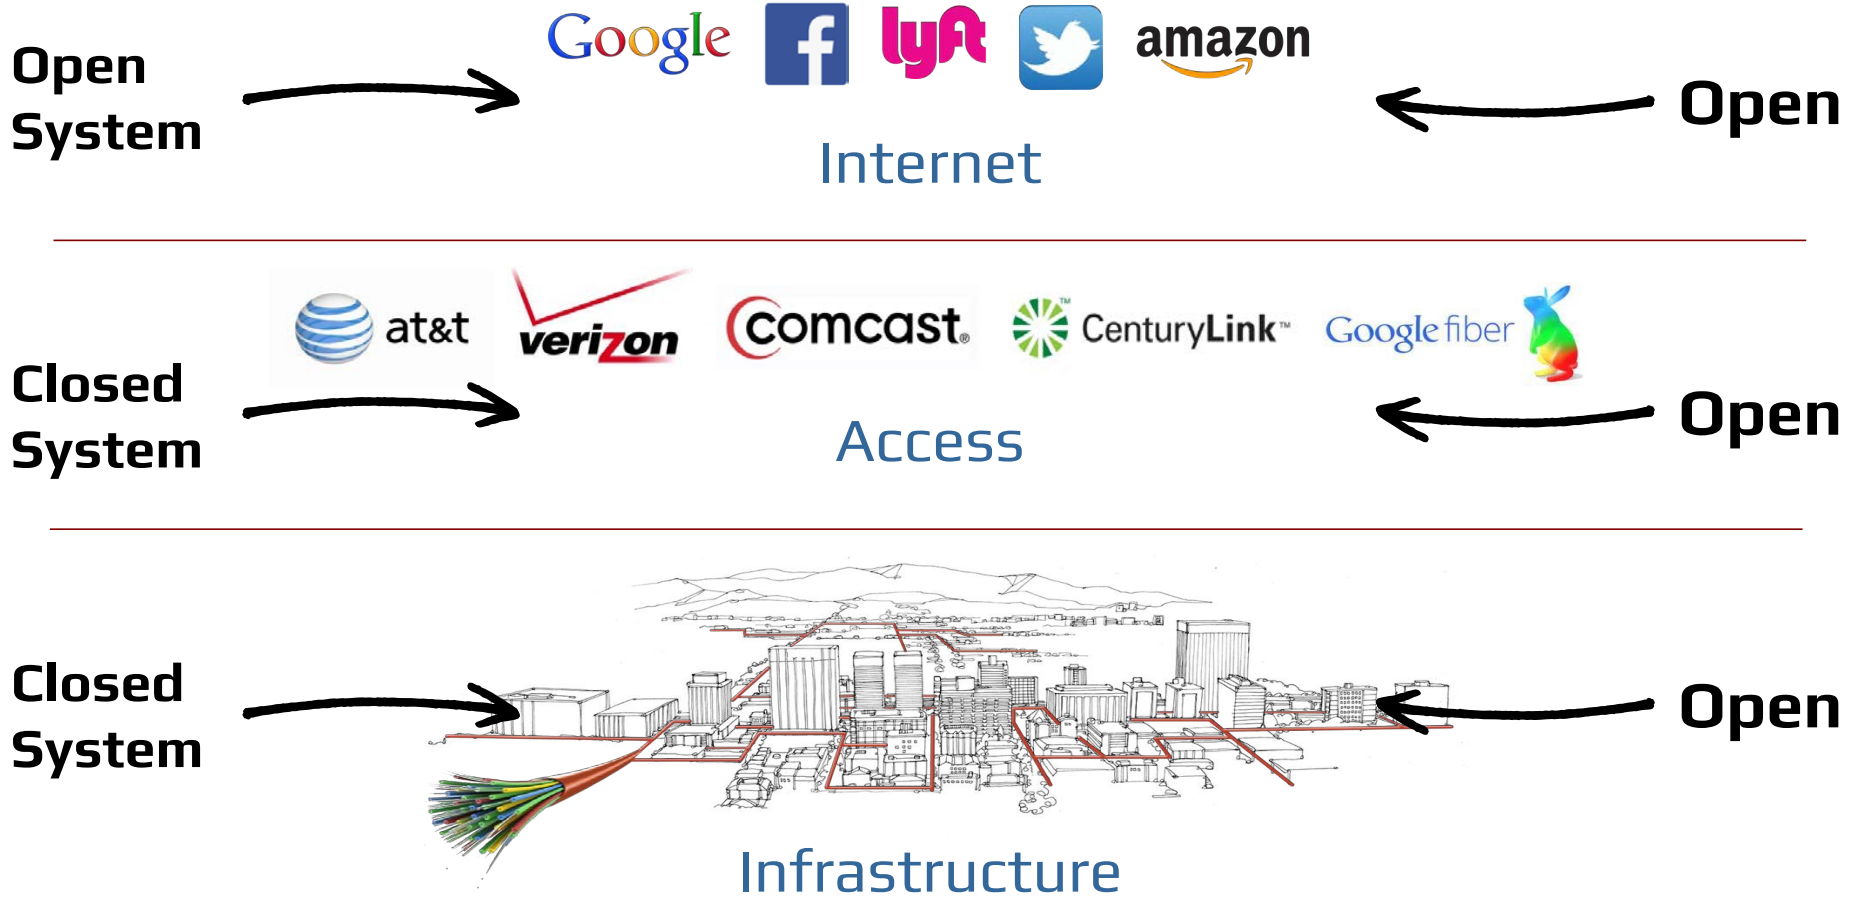 Open
System
Google
lyft
amazon
Open
Internet
at&t
verizon
Comcast®
CenturyLink™
Google fiber
Closed
System
Open
Access
Closed
System
Open
Infrastructure